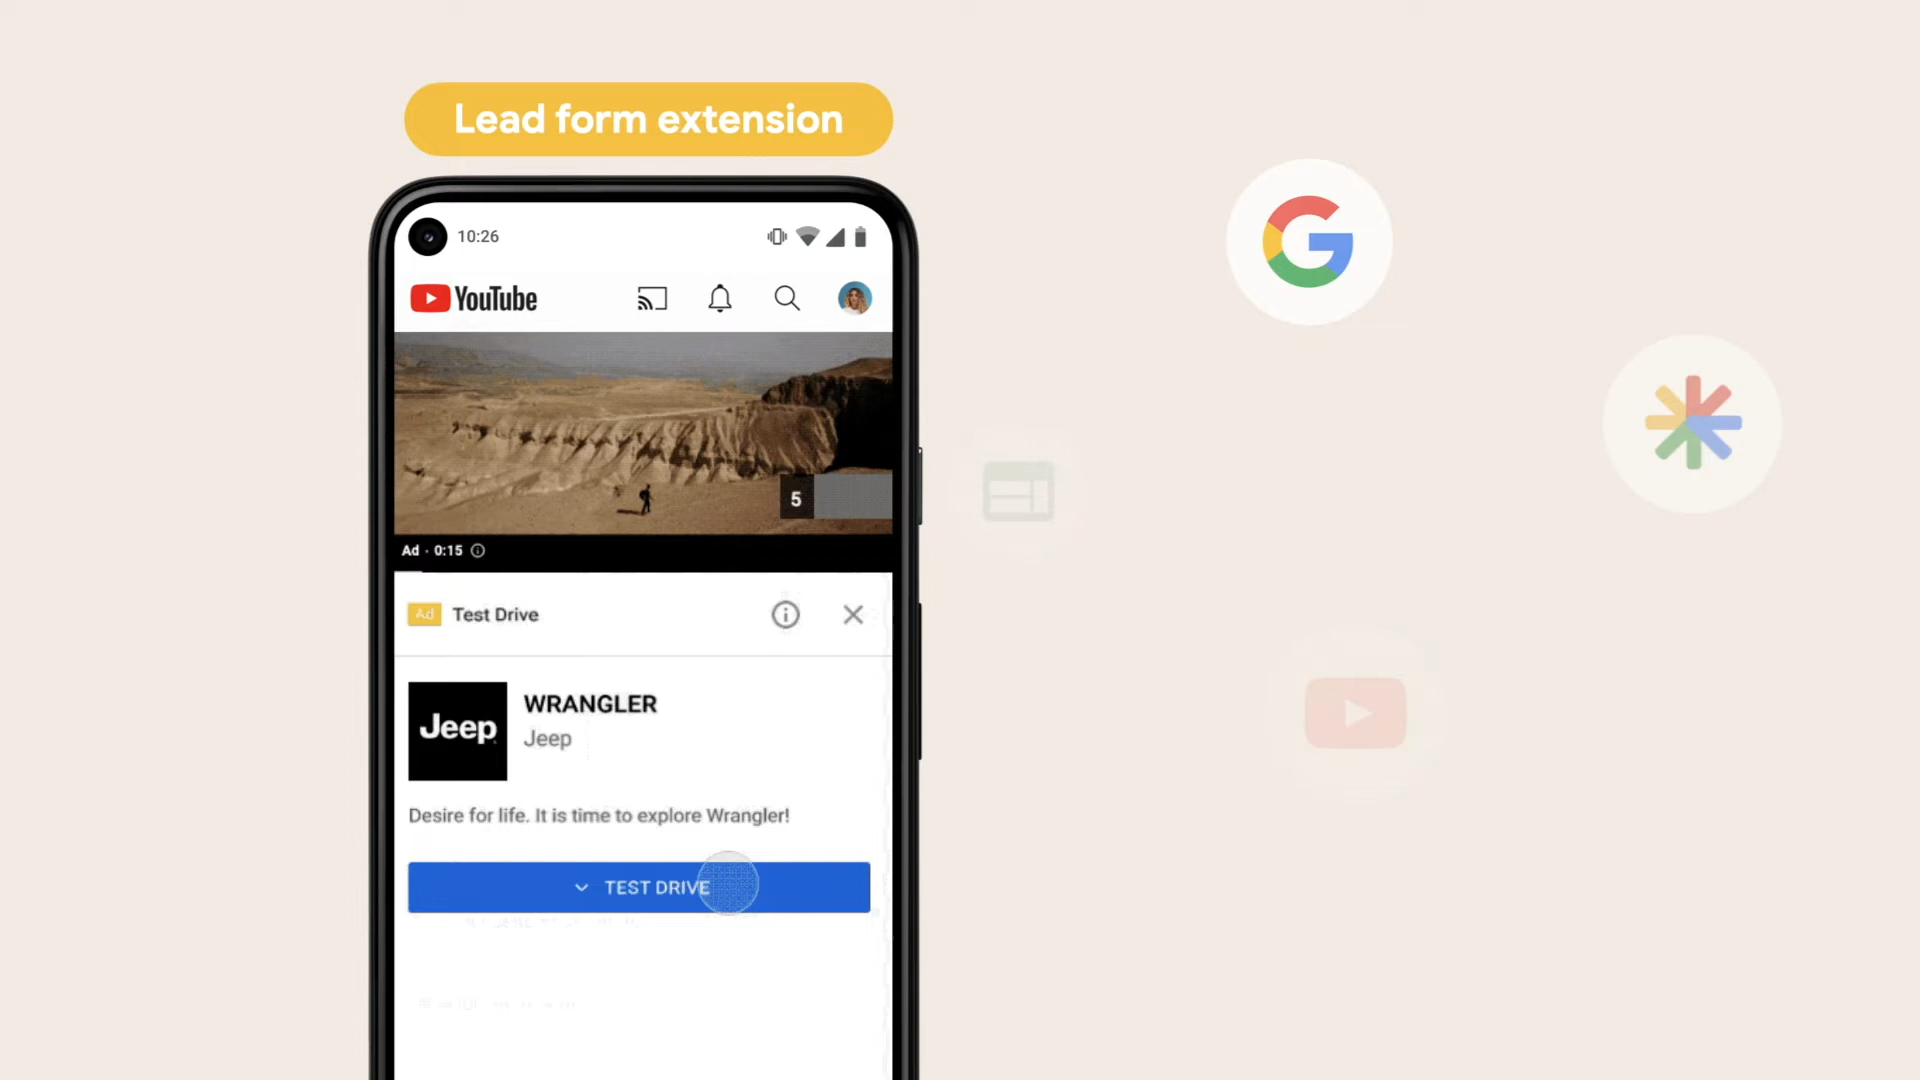 Lead form extension
10:26
YouTube
5
Ad · 0:15
Ad Test Drive
Jeep
WRANGLER
Jeep
Desire for life. It is time to explore Wrangler!
TEST DRIVE